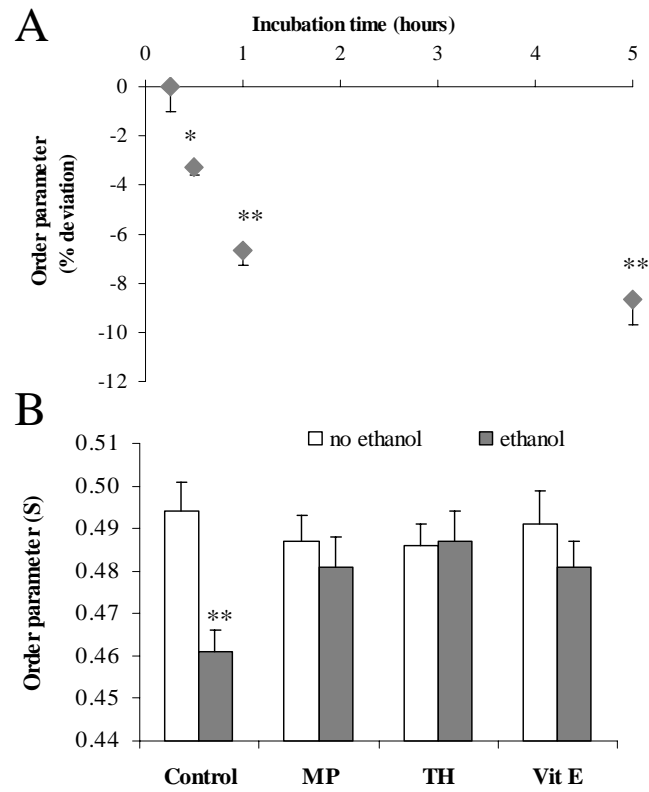 A
Incubation time (hours)
0 1 2 3 4 5
0
-2
-4
-6
-8
-10
-12
Order parameter
(% deviation)
*
**
**
B
no ethanol ethanol
0.51
0.50
0.49
0.48
0.47
0.46
0.45
0.44
Order parameter (S)
**
Control MP TH Vit E